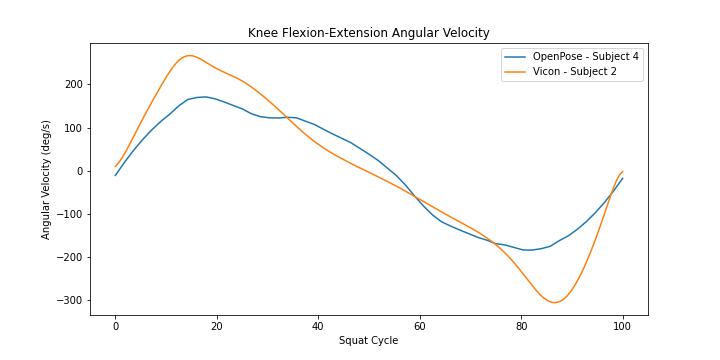 Knee Flexion-Extension Angular Velocity
OpenPose - Subject 4
Vicon - Subject 2
Angular Velocity (deg/s)
200
100
0
−100
−200
−300
0 20 40 60 80 100
Squat Cycle